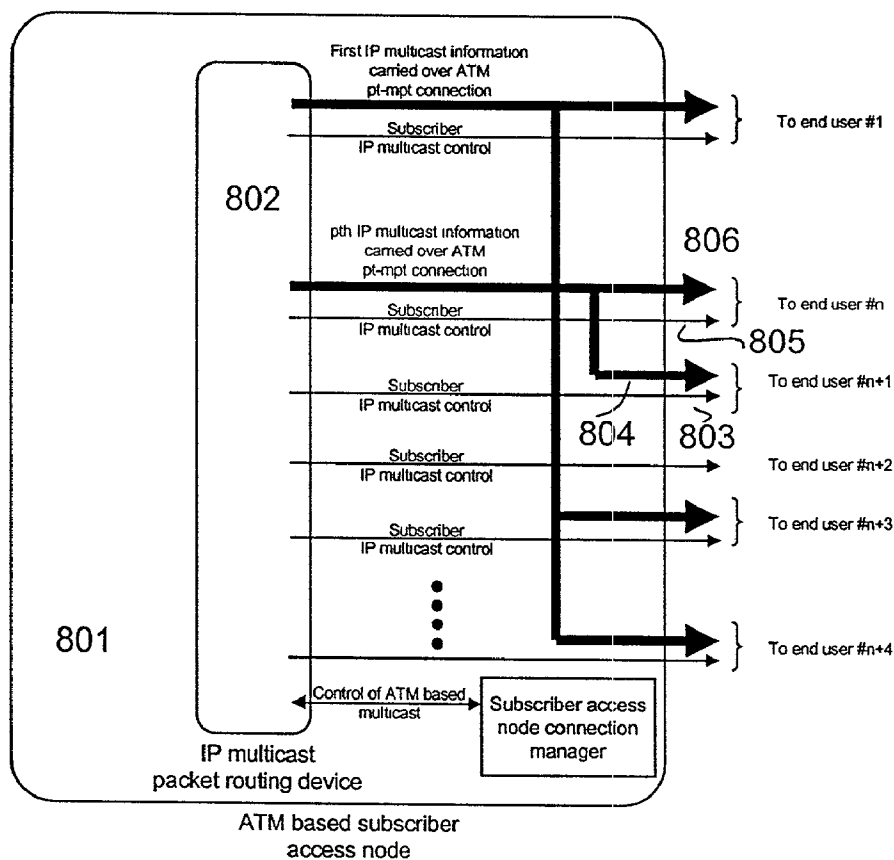 First IP multicast information
carried over ATM
pt-mpt connection
To end user #1
Subscriber
IP multicast control
802
pth IP multicast information
carried over ATM
pt-mpt connection
806
To end user #n
Subscriber
IP multicast control
805
Subscriber
IP multicast control
To end user #n+1
804
803
Subscriber
IP multicast control
To end user #n+2
Subscriber
IP multicast control
To end user #n+3
801
To end user #n+4
Control of ATM based
multicast
Subscriber access
node connection
manager
IP multicast
packet routing device
ATM based subscriber
access node